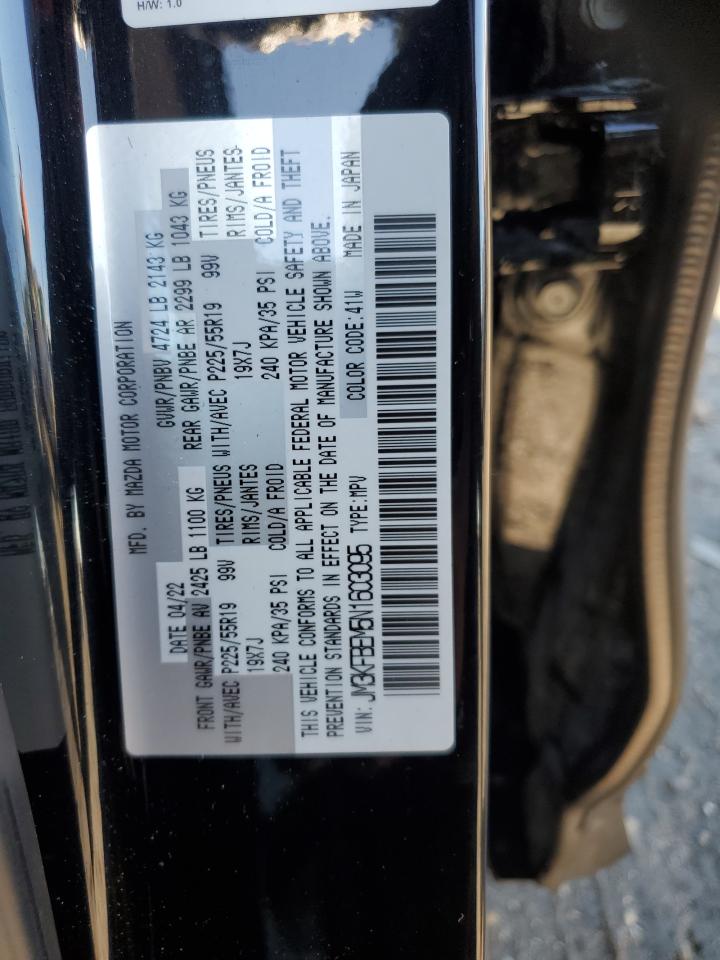 H/W: 1.0
MFD. BY MAZDA MOTOR CORPORATION
DATE 04/22 GVWR/PNBV 4724 LB 2143 KG
FRONT GAWR/PNBE AV 2425 LB 1100 KG REAR GAWR/PNBE AR 2299 LB 1043 KG
WITH/AVEC P225/55R19 99V TIRES/PNEUS WITH/AVEC P225/55R19 99V TIRES/PNEUS
19X7J RIMS/JANTES 19X7J RIMS/JANTES
240 KPA/35 PSI COLD/A FROID 240 KPA/35 PSI COLD/A FROID
THIS VEHICLE CONFORMS TO ALL APPLICABLE FEDERAL MOTOR VEHICLE SAFETY AND THEFT
PREVENTION STANDARDS IN EFFECT ON THE DATE OF MANUFACTURE SHOWN ABOVE.
VIN: JM3KFBEM5N1603095 TYPE:MPV COLOR CODE:41W MADE IN JAPAN